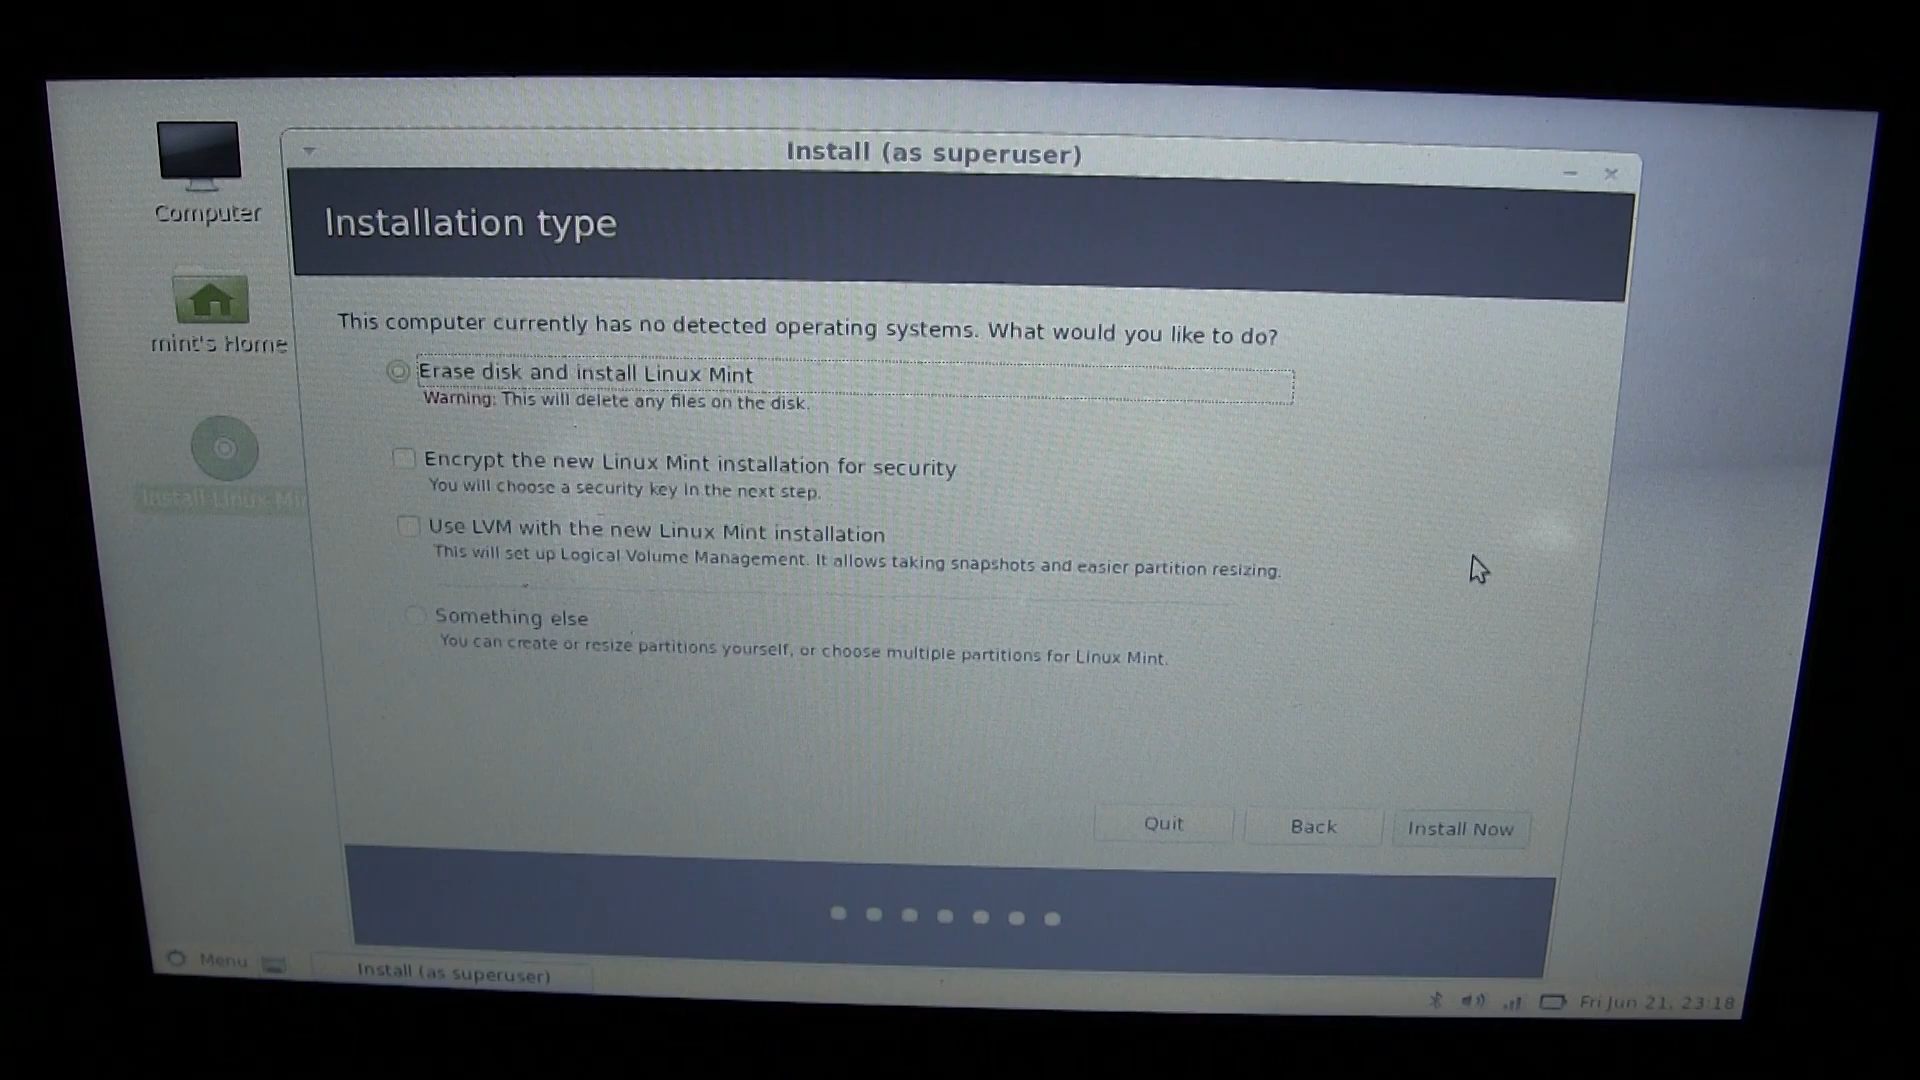 Install (as superuser)
Computer
Installation type
mint's Home
This computer currently has no detected operating systems. What would you like to do?
Erase disk and install Linux Mint
Warning: This will delete any files on the disk.
Encrypt the new Linux Mint installation for security
You will choose a security key in the next step.
Install Linux Mi
Use LVM with the new Linux Mint installation
This will set up Logical Volume Management. It allows taking snapshots and easier partition resizing.
Something else
You can create or resize partitions yourself, or choose multiple partitions for Linux Mint.
Quit
Back
Install Now
Menu
Install (as superuser)
Fri Jun 21, 23:18